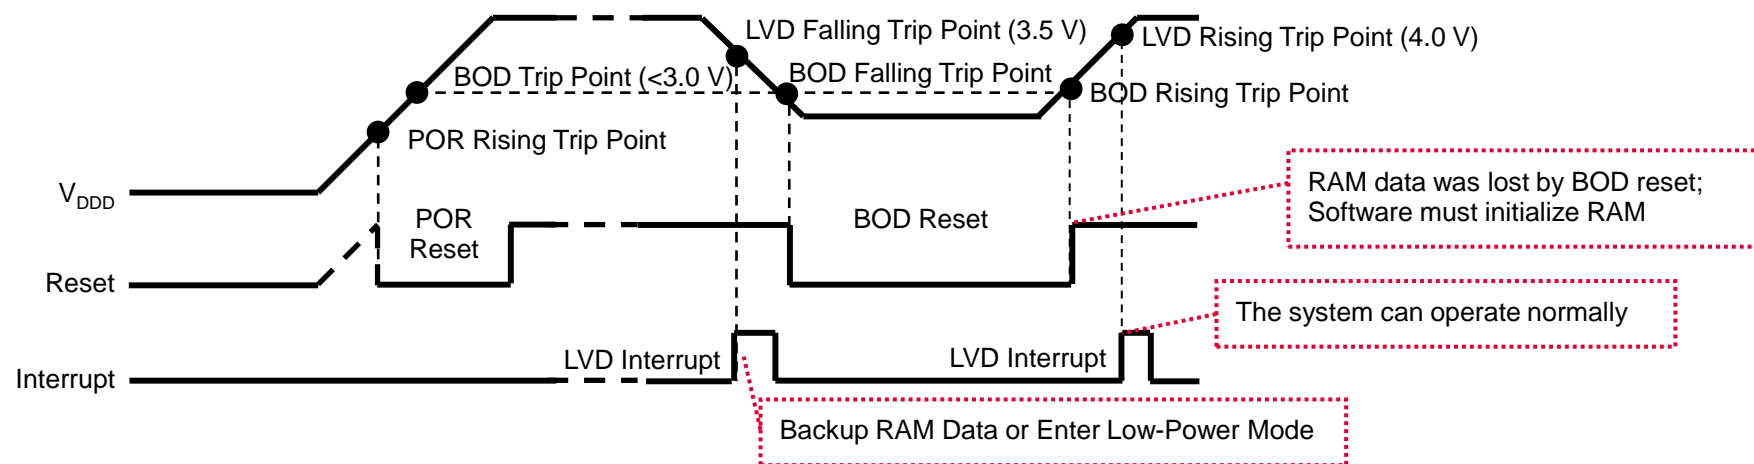 LVD Falling Trip Point (3.5 V)
LVD Rising Trip Point (4.0 V)
BOD Trip Point (<3.0 V)
BOD Falling Trip Point
BOD Rising Trip Point
POR Rising Trip Point
V_DDD
RAM data was lost by BOD reset;
Software must initialize RAM
POR
Reset
BOD Reset
Reset
The system can operate normally
LVD Interrupt
LVD Interrupt
Interrupt
Backup RAM Data or Enter Low-Power Mode